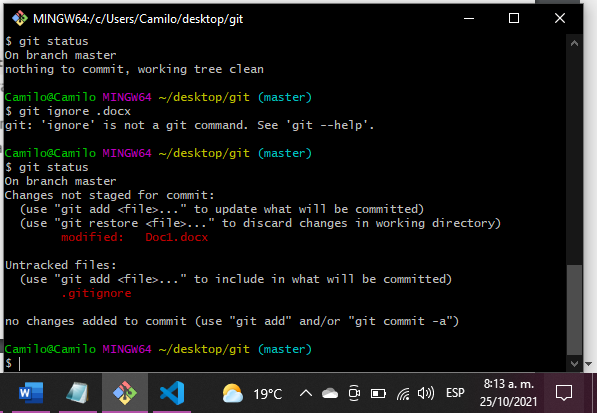 MINGW64:/c/Users/Camilo/desktop/git
$ git status
On branch master
nothing to commit, working tree clean
Camilo@Camilo MINGW64 ~/desktop/git (master)
$ git ignore .docx
git: 'ignore' is not a git command. See 'git --help'.
Camilo@Camilo MINGW64 ~/desktop/git (master)
$ git status
On branch master
Changes not staged for commit:
(use "git add <file>..." to update what will be committed)
(use "git restore <file>..." to discard changes in working directory)
modified: Doc1.docx
Untracked files:
(use "git add <file>..." to include in what will be committed)
.gitignore
no changes added to commit (use "git add" and/or "git commit -a")
Camilo@Camilo MINGW64 ~/desktop/git (master)
$
W
19°C
ESP
8:13 a. m.
25/10/2021